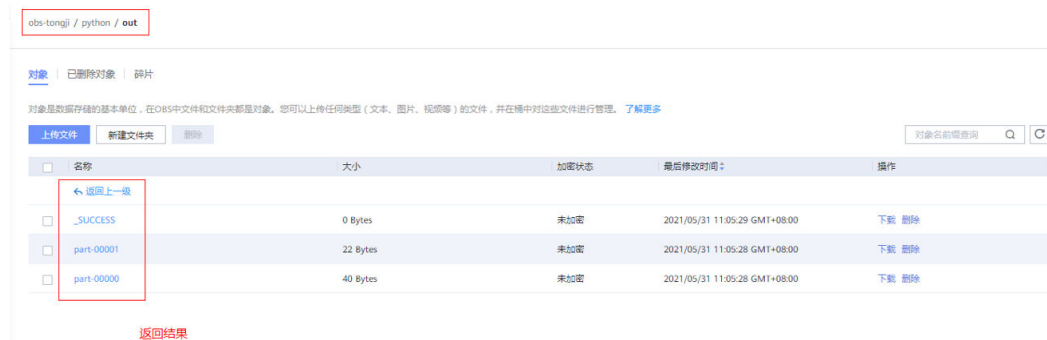 obs-tongji / python / out
对象 | 已删除对象 | 碎片
对象是数据存储的基本单位，在OBS中文件和文件夹都是对象。您可以上传任何类型（文本、图片、视频等）的文件，并在桶中对这些文件进行管理。 了解更多
上传文件 新建文件夹 删除 对象名前缀查询
名称 大小 加密状态 最后修改时间 操作
返回上一级
_SUCCESS 0 Bytes 未加密 2021/05/31 11:05:29 GMT+08:00 下载 删除
part-00001 22 Bytes 未加密 2021/05/31 11:05:28 GMT+08:00 下载 删除
part-00000 40 Bytes 未加密 2021/05/31 11:05:28 GMT+08:00 下载 删除
返回结果